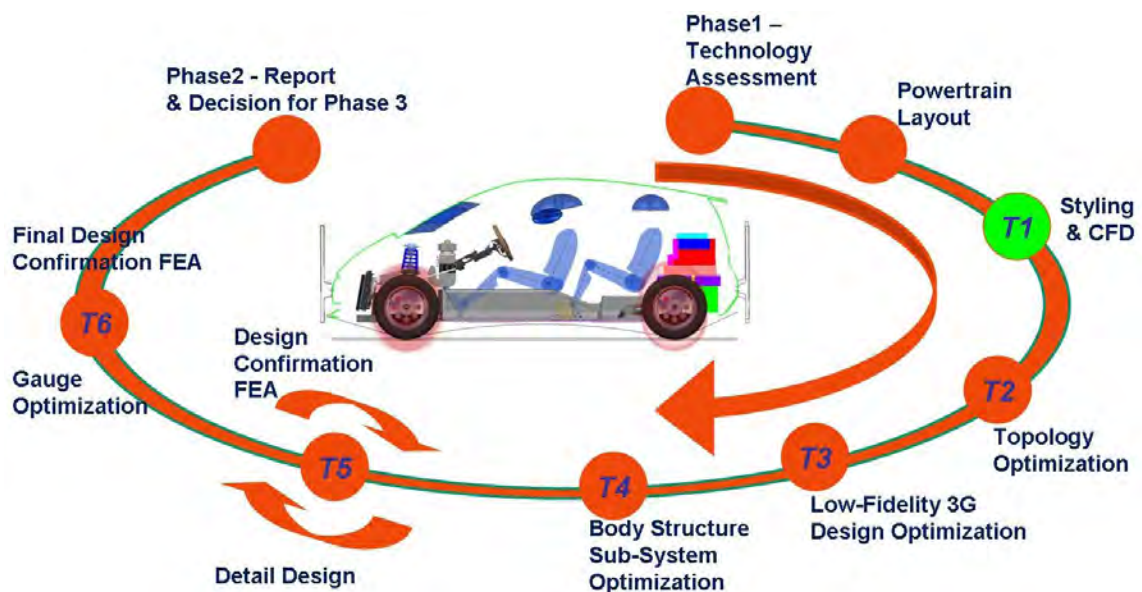 Phase1 –
Technology
Assessment
Powertrain
Layout
T1
Styling
& CFD
T2
Topology
Optimization
T3
Low-Fidelity 3G
Design Optimization
T4
Body Structure
Sub-System
Optimization
T5
Design
Confirmation
FEA
Detail Design
T6
Final Design
Confirmation FEA
Gauge
Optimization
Phase2 - Report
& Decision for Phase 3